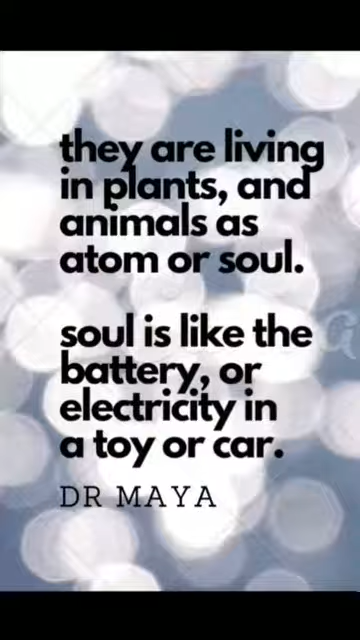 they are living
in plants, and
animals as
atom or soul.
soul is like the
battery, or
electricity in
a toy or car.
DR MAYA